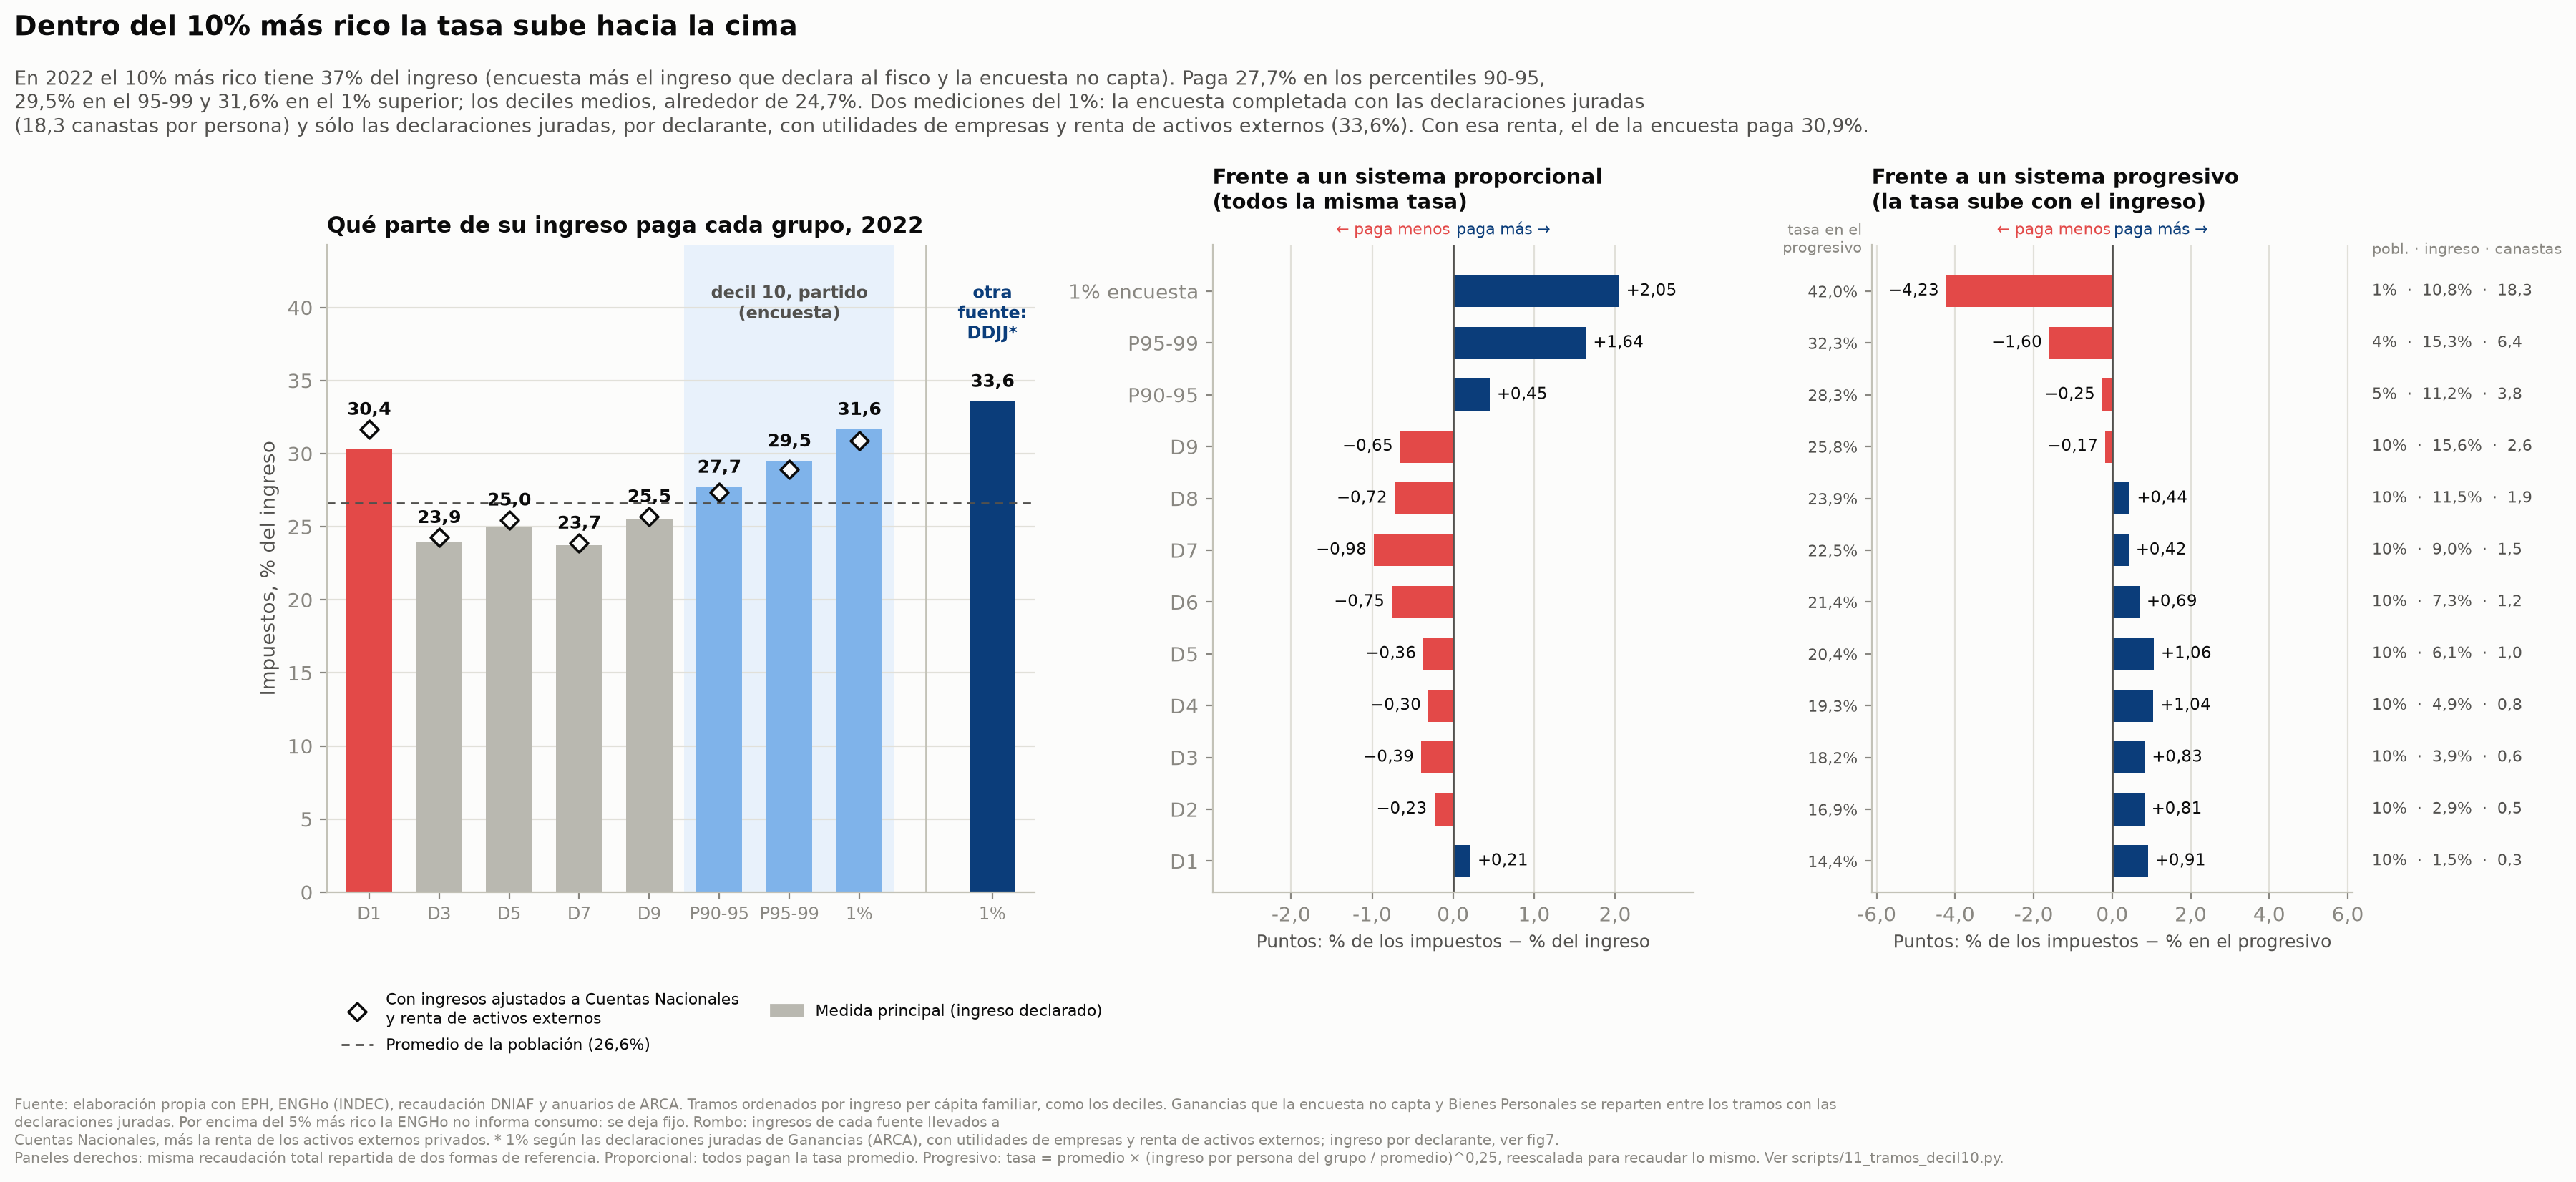 Dentro del 10% más rico la tasa sube hacia la cima
En 2022 el 10% más rico tiene 37% del ingreso (encuesta más el ingreso que declara al fisco y la encuesta no capta). Paga 27,7% en los percentiles 90-95,
29,5% en el 95-99 y 31,6% en el 1% superior; los deciles medios, alrededor de 24,7%. Dos mediciones del 1%: la encuesta completada con las declaraciones juradas
(18,3 canastas por persona) y sólo las declaraciones juradas, por declarante, con utilidades de empresas y renta de activos externos (33,6%). Con esa renta, el de la encuesta paga 30,9%.
Qué parte de su ingreso paga cada grupo, 2022
Impuestos, % del ingreso
40
35
30
25
20
15
10
5
0
decil 10, partido
(encuesta)
otra
fuente:
DDJJ*
30,4
23,9
25,0
23,7
25,5
27,7
29,5
31,6
33,6
D1
D3
D5
D7
D9
P90-95
P95-99
1%
1%
Con ingresos ajustados a Cuentas Nacionales
y renta de activos externos
Promedio de la población (26,6%)
Medida principal (ingreso declarado)
Frente a un sistema proporcional
(todos la misma tasa)
← paga menos paga más →
1% encuesta +2,05
P95-99 +1,64
P90-95 +0,45
D9 −0,65
D8 −0,72
D7 −0,98
D6 −0,75
D5 −0,36
D4 −0,30
D3 −0,39
D2 −0,23
D1 +0,21
-2,0 -1,0 0,0 1,0 2,0
Puntos: % de los impuestos − % del ingreso
Frente a un sistema progresivo
(la tasa sube con el ingreso)
tasa en el
progresivo
← paga menos paga más →
pobl. · ingreso · canastas
42,0% −4,23 1% · 10,8% · 18,3
32,3% −1,60 4% · 15,3% · 6,4
28,3% −0,25 5% · 11,2% · 3,8
25,8% −0,17 10% · 15,6% · 2,6
23,9% +0,44 10% · 11,5% · 1,9
22,5% +0,42 10% · 9,0% · 1,5
21,4% +0,69 10% · 7,3% · 1,2
20,4% +1,06 10% · 6,1% · 1,0
19,3% +1,04 10% · 4,9% · 0,8
18,2% +0,83 10% · 3,9% · 0,6
16,9% +0,81 10% · 2,9% · 0,5
14,4% +0,91 10% · 1,5% · 0,3
-6,0 -4,0 -2,0 0,0 2,0 4,0 6,0
Puntos: % de los impuestos − % en el progresivo
Fuente: elaboración propia con EPH, ENGHo (INDEC), recaudación DNIAF y anuarios de ARCA. Tramos ordenados por ingreso per cápita familiar, como los deciles. Ganancias que la encuesta no capta y Bienes Personales se reparten entre los tramos con las
declaraciones juradas. Por encima del 5% más rico la ENGHo no informa consumo: se deja fijo. Rombo: ingresos de cada fuente llevados a
Cuentas Nacionales, más la renta de los activos externos privados. * 1% según las declaraciones juradas de Ganancias (ARCA), con utilidades de empresas y renta de activos externos; ingreso por declarante, ver fig7.
Paneles derechos: misma recaudación total repartida de dos formas de referencia. Proporcional: todos pagan la tasa promedio. Progresivo: tasa = promedio × (ingreso por persona del grupo / promedio)^0,25, reescalada para recaudar lo mismo. Ver scripts/11_tramos_decil10.py.